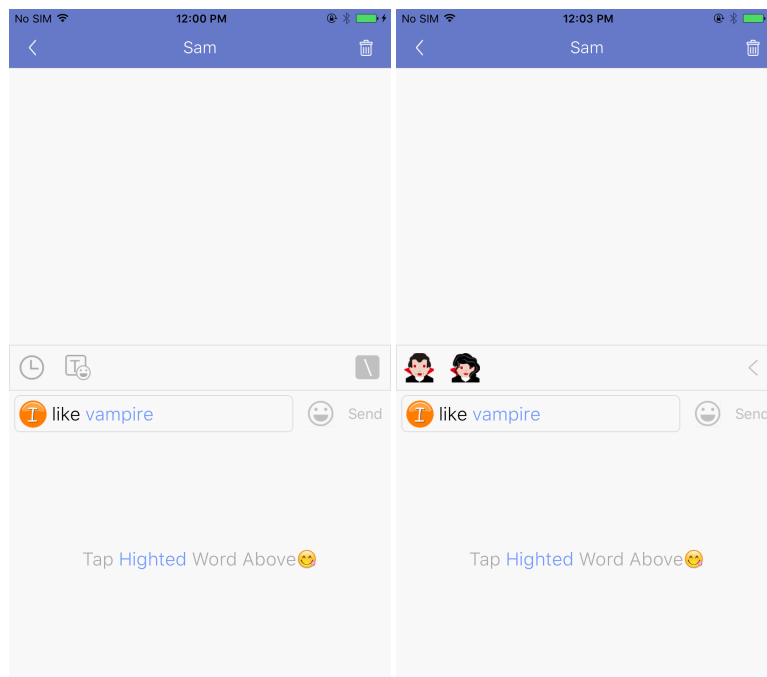 No SIM 12:00 PM
Sam
I like vampire
Send
Tap Highted Word Above
No SIM 12:03 PM
Sam
I like vampire
Send
Tap Highted Word Above